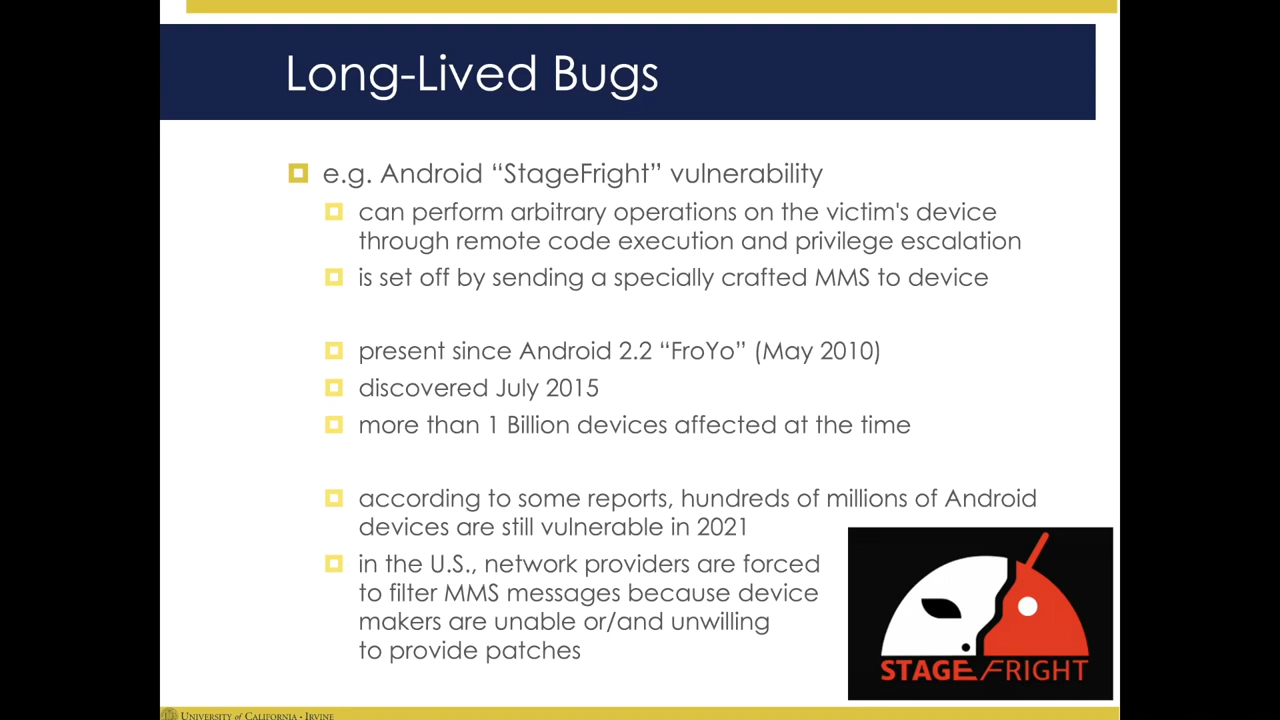 Long-Lived Bugs
e.g. Android “StageFright” vulnerability
can perform arbitrary operations on the victim's device
through remote code execution and privilege escalation
is set off by sending a specially crafted MMS to device
present since Android 2.2 “FroYo” (May 2010)
discovered July 2015
more than 1 Billion devices affected at the time
according to some reports, hundreds of millions of Android
devices are still vulnerable in 2021
in the U.S., network providers are forced
to filter MMS messages because device
makers are unable or/and unwilling
to provide patches
STAGEFRIGHT
UNIVERSITY of CALIFORNIA · IRVINE